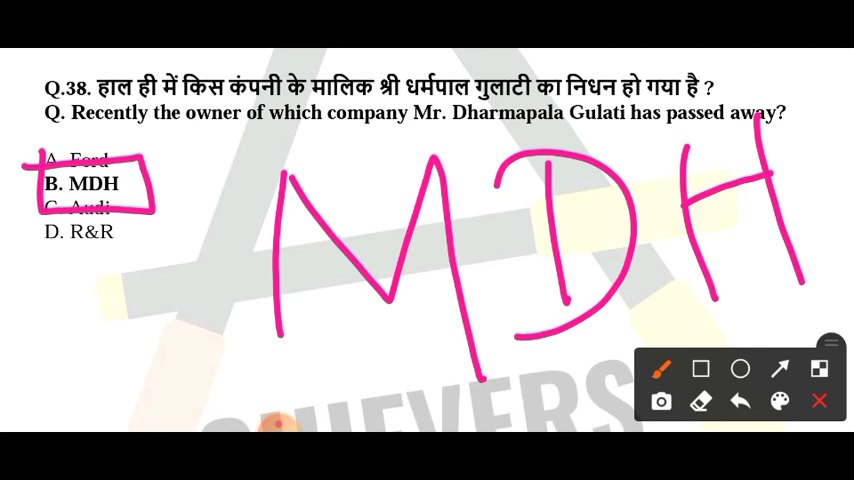 Q.38. हाल ही में किस कंपनी के मालिक श्री धर्मपाल गुलाटी का निधन हो गया है ?
Q. Recently the owner of which company Mr. Dharmapala Gulati has passed away?
A. Ford
B. MDH
C. Audi
D. R&R
MDH